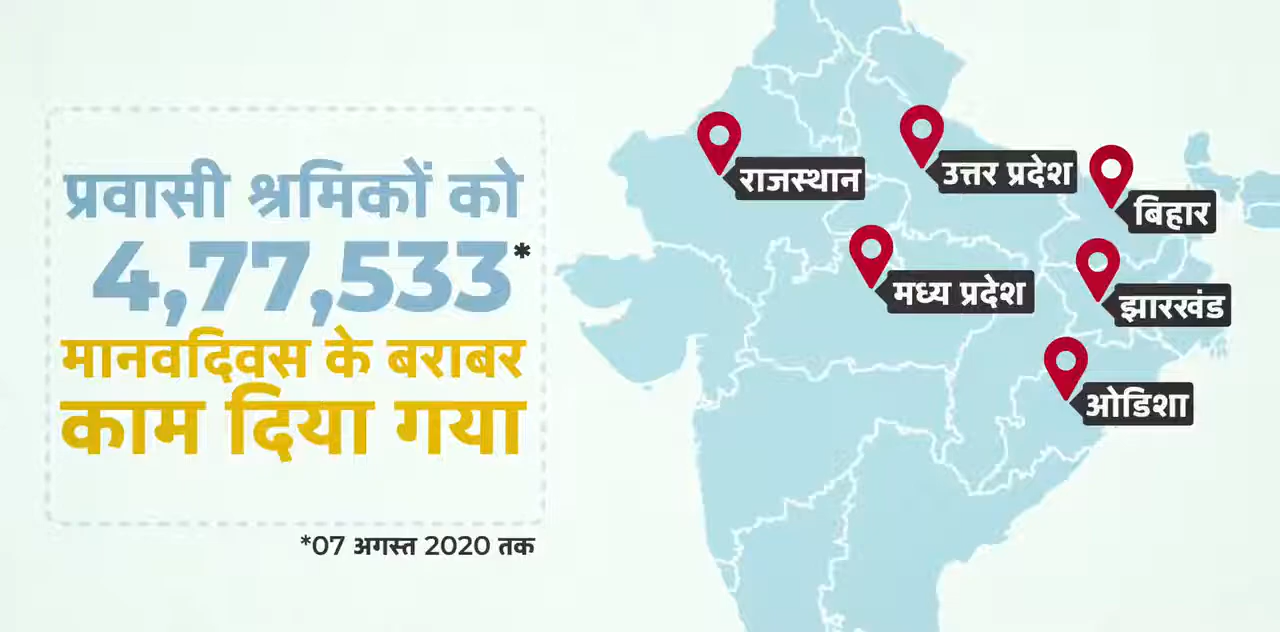 प्रवासी श्रमिकों को
4,77,533*
मानवदिवस के बराबर
काम दिया गया
*07 अगस्त 2020 तक
राजस्थान
उत्तर प्रदेश
बिहार
मध्य प्रदेश
झारखंड
ओडिशा